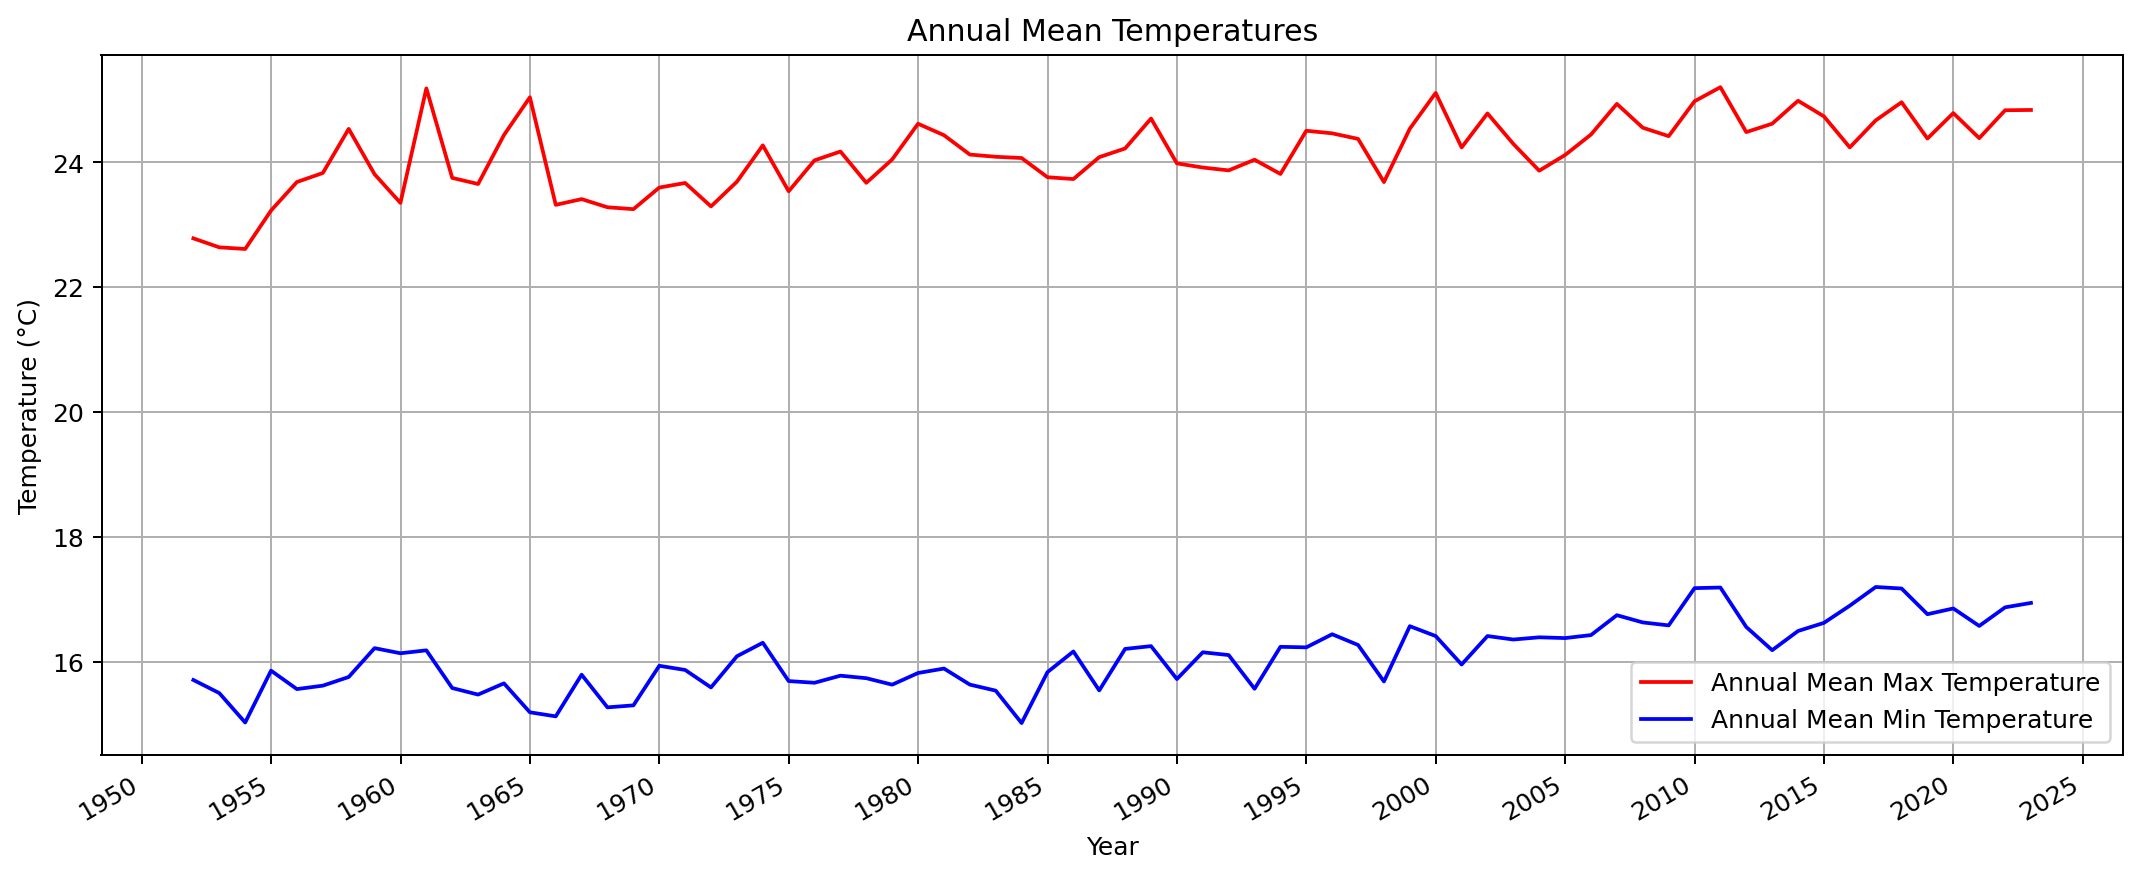 Annual Mean Temperatures
Temperature (°C)
24
22
20
18
16
Annual Mean Max Temperature
Annual Mean Min Temperature
1950 1955 1960 1965 1970 1975 1980 1985 1990 1995 2000 2005 2010 2015 2020 2025
Year